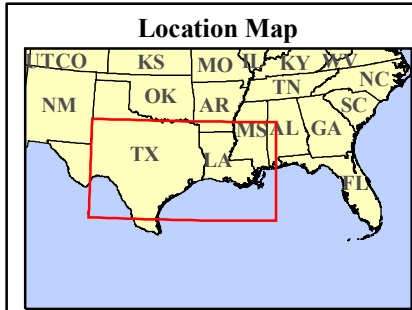 Location Map
UT CO KS MO IL KY WV
NC
TN
OK AR
NM SC
MS AL GA
TX LA
FL